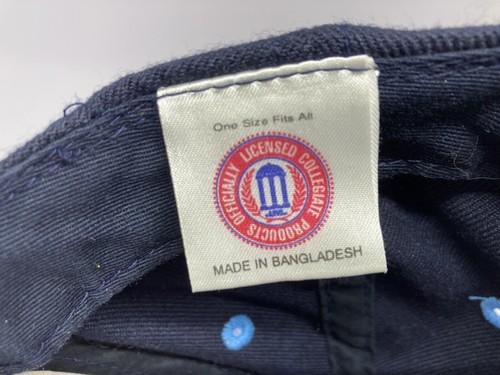 One Size Fits All
OFFICIALLY LICENSED COLLEGIATE PRODUCTS
MADE IN BANGLADESH